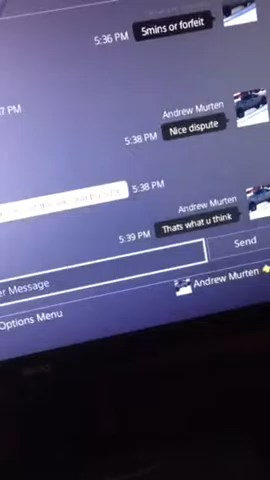 5:36 PM 5mins or forfeit
7 PM
Andrew Murten
5:38 PM Nice dispute
5:38 PM
Andrew Murten
5:39 PM Thats what u think
er Message
Send
Andrew Murten
Options Menu